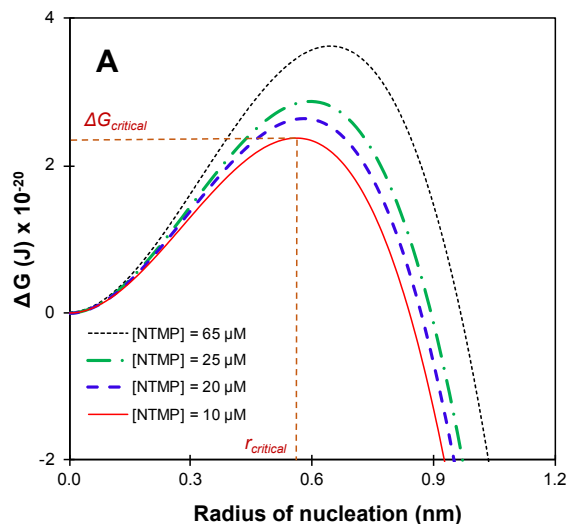 A
4
ΔG (J) x 10-20
ΔGcritical
2
0
[NTMP] = 65 µM
[NTMP] = 25 µM
[NTMP] = 20 µM
[NTMP] = 10 µM
rcritical
-2
0.0 0.3 0.6 0.9 1.2
Radius of nucleation (nm)